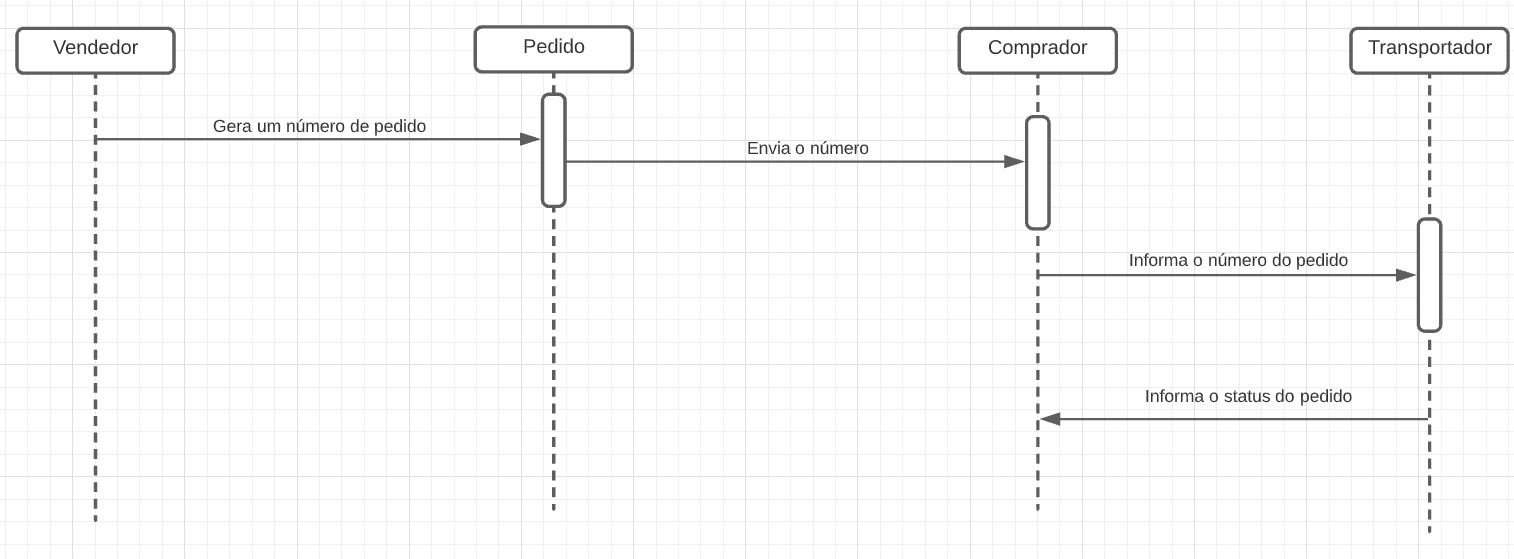 Vendedor
Pedido
Comprador
Transportador
Gera um número de pedido
Envia o número
Informa o número do pedido
Informa o status do pedido